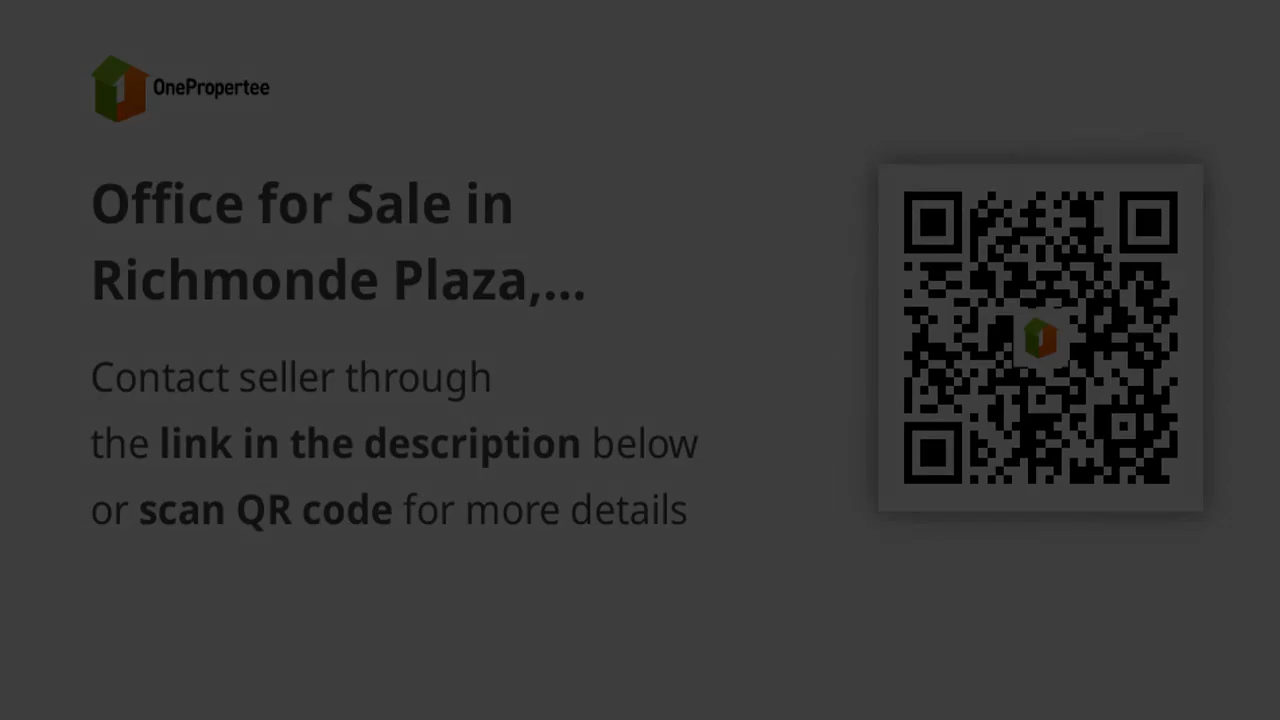 OnePropertee
Office for Sale in
Richmonde Plaza,...
Contact seller through
the link in the description below
or scan QR code for more details